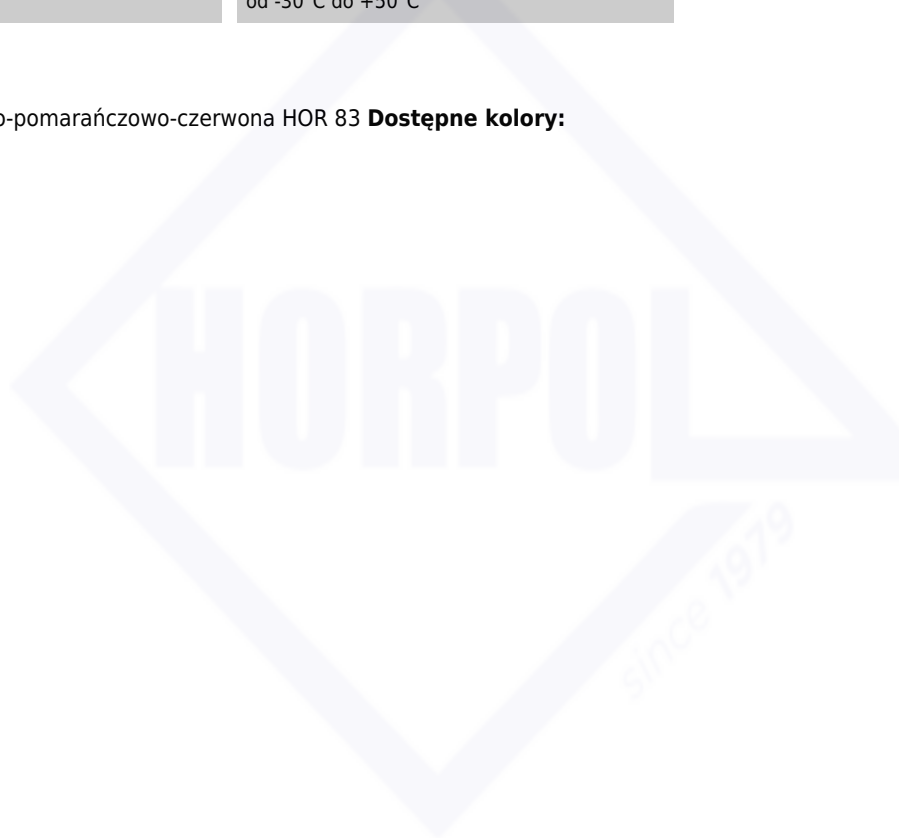 od -30°C do +50°C
o-pomarańczowo-czerwona HOR 83 Dostępne kolory:
HORPOL
since 1979